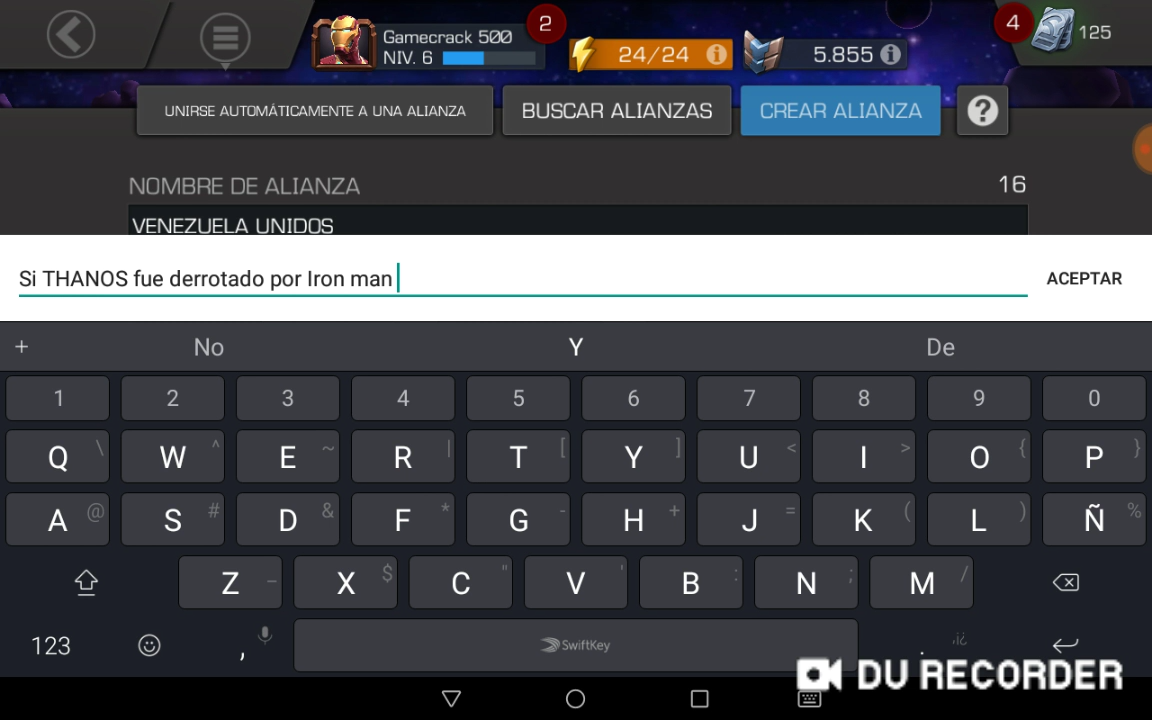 Gamecrack 500
2
NIV. 6
24/24
5.855
4
125
UNIRSE AUTOMÁTICAMENTE A UNA ALIANZA
BUSCAR ALIANZAS
CREAR ALIANZA
?
NOMBRE DE ALIANZA
16
VENEZUELA UNIDOS
Si THANOS fue derrotado por Iron man
ACEPTAR
+ No Y De
1 2 3 4 5 6 7 8 9 0
Q \ W ^ E ~ R | T [ Y ] U < I > O { P }
A @ S # D & F * G - H + J = K ( L ) Ñ %
Z _ X $ C " V ' B : N ; M /
123 , SwiftKey . ,¡¿
DU RECORDER